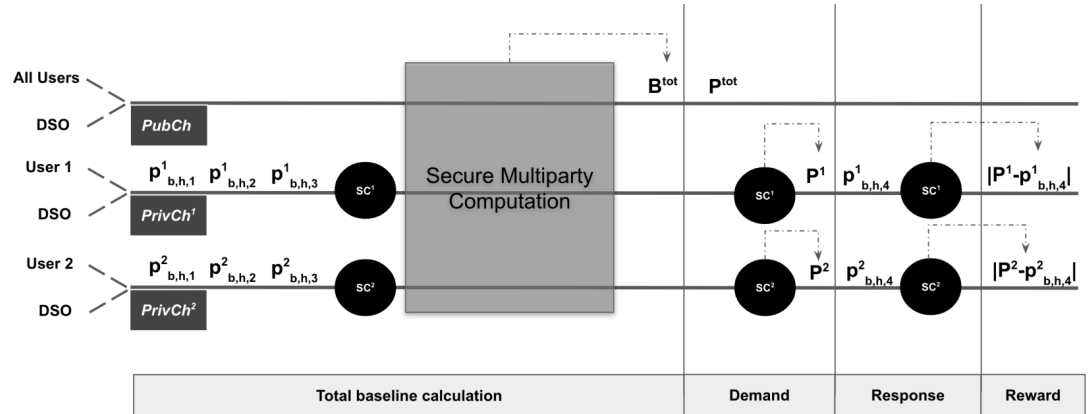 All Users
B^tot P^tot
DSO
PubCh
User 1
p^1_b,h,1 p^1_b,h,2 p^1_b,h,3 SC^1 SC^1 P^1 p^1_b,h,4 SC^1 |P^1-p^1_b,h,4|
DSO
PrivCh^1
Secure Multiparty
Computation
User 2
p^2_b,h,1 p^2_b,h,2 p^2_b,h,3 SC^2 SC^2 P^2 p^2_b,h,4 SC^2 |P^2-p^2_b,h,4|
DSO
PrivCh^2
Total baseline calculation Demand Response Reward